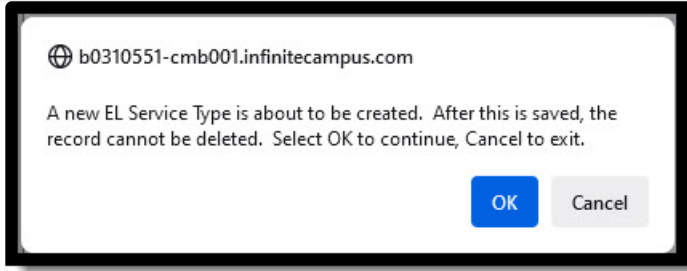 b0310551-cmb001.infinitecampus.com
A new EL Service Type is about to be created.  After this is saved, the
record cannot be deleted.  Select OK to continue, Cancel to exit.
OK
Cancel